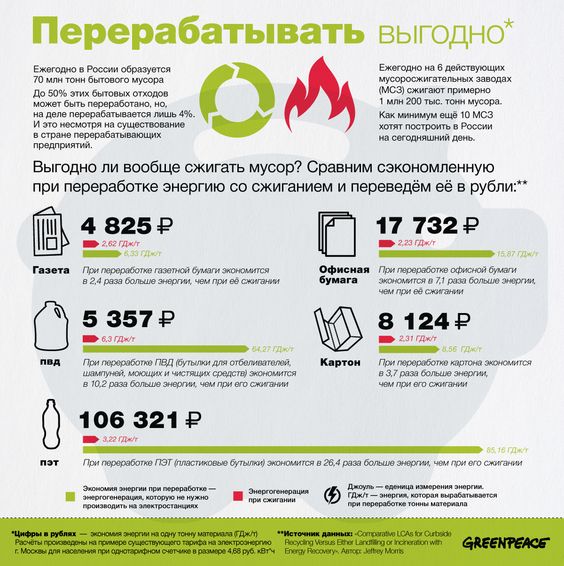 Перерабатывать выгодно*
Ежегодно в России образуется
70 млн тонн бытового мусора
До 50% этих бытовых отходов
может быть переработано, но,
на деле перерабатывается лишь 4%.
И это несмотря на существование
в стране перерабатывающих
предприятий.
Ежегодно на 6 действующих
мусоросжигательных заводах
(МСЗ) сжигают примерно
1 млн 200 тыс. тонн мусора.
Как минимум ещё 10 МСЗ
хотят построить в России
на сегодняшний день.
Выгодно ли вообще сжигать мусор? Сравним сэкономленную
при переработке энергию со сжиганием и переведём её в рубли:**
4 825 ₽
2,62 ГДж/т
6,33 ГДж/т
Газета
При переработке газетной бумаги экономится
в 2,4 раза больше энергии, чем при её
сжигании
17 732 ₽
2,23 ГДж/т
15,87 ГДж/т
Офисная
бумага
При переработке офисной бумаги
экономится в 7,1 раза больше энергии,
чем при её сжигании
5 357 ₽
6,3 ГДж/т
64,27 ГДж/т
пвд
При переработке ПВД (бутылки для отбеливателей,
шампуней, моющих и чистящих средств) экономится
в 10,2 раза больше энергии, чем при его сжигании
8 124 ₽
2,31 ГДж/т
8,56 ГДж/т
Картон
При переработке картона экономится
в 3,7 раза больше энергии,
чем при его сжигании
106 321 ₽
3,22 ГДж/т
85,16 ГДж/т
пэт
При переработке ПЭТ (пластиковые бутылки) экономится в 26,4 раза больше энергии, чем при его сжигании
Экономия энергии при переработке —
энергогенерация, которую не нужно
производить на электростанциях
Энергогенерация
при сжигании
Джоуль — еденица измерения энергии.
ГДж/т — энергия, которая вырабатывается
при переработке тонны материала
*Цифры в рублях — экономия энергии на одну тонну материала (ГДж/т)
Расчёты произведены на примере существующего тарифа на электроэнергию
г. Москвы для населения при однотарифном счетчике в размере 4,68 руб. кВт*ч
**Источник данных: «Comparative LCAs for Curbside
Recycling Versus Either Landfilling or Incineration with
Energy Recovery». Автор: Jeffrey Morris
GREENPEACE